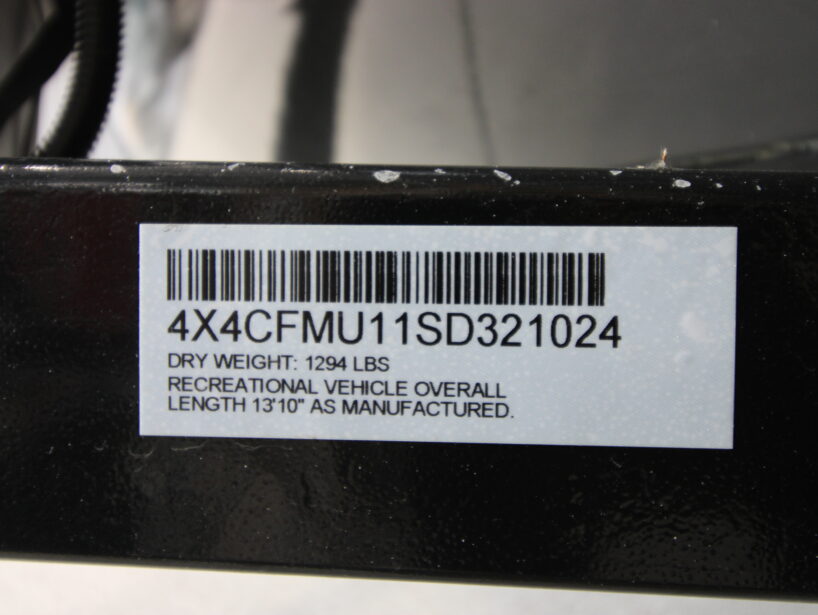 4X4CFMU11SD321024
DRY WEIGHT: 1294 LBS
RECREATIONAL VEHICLE OVERALL
LENGTH 13'10" AS MANUFACTURED.